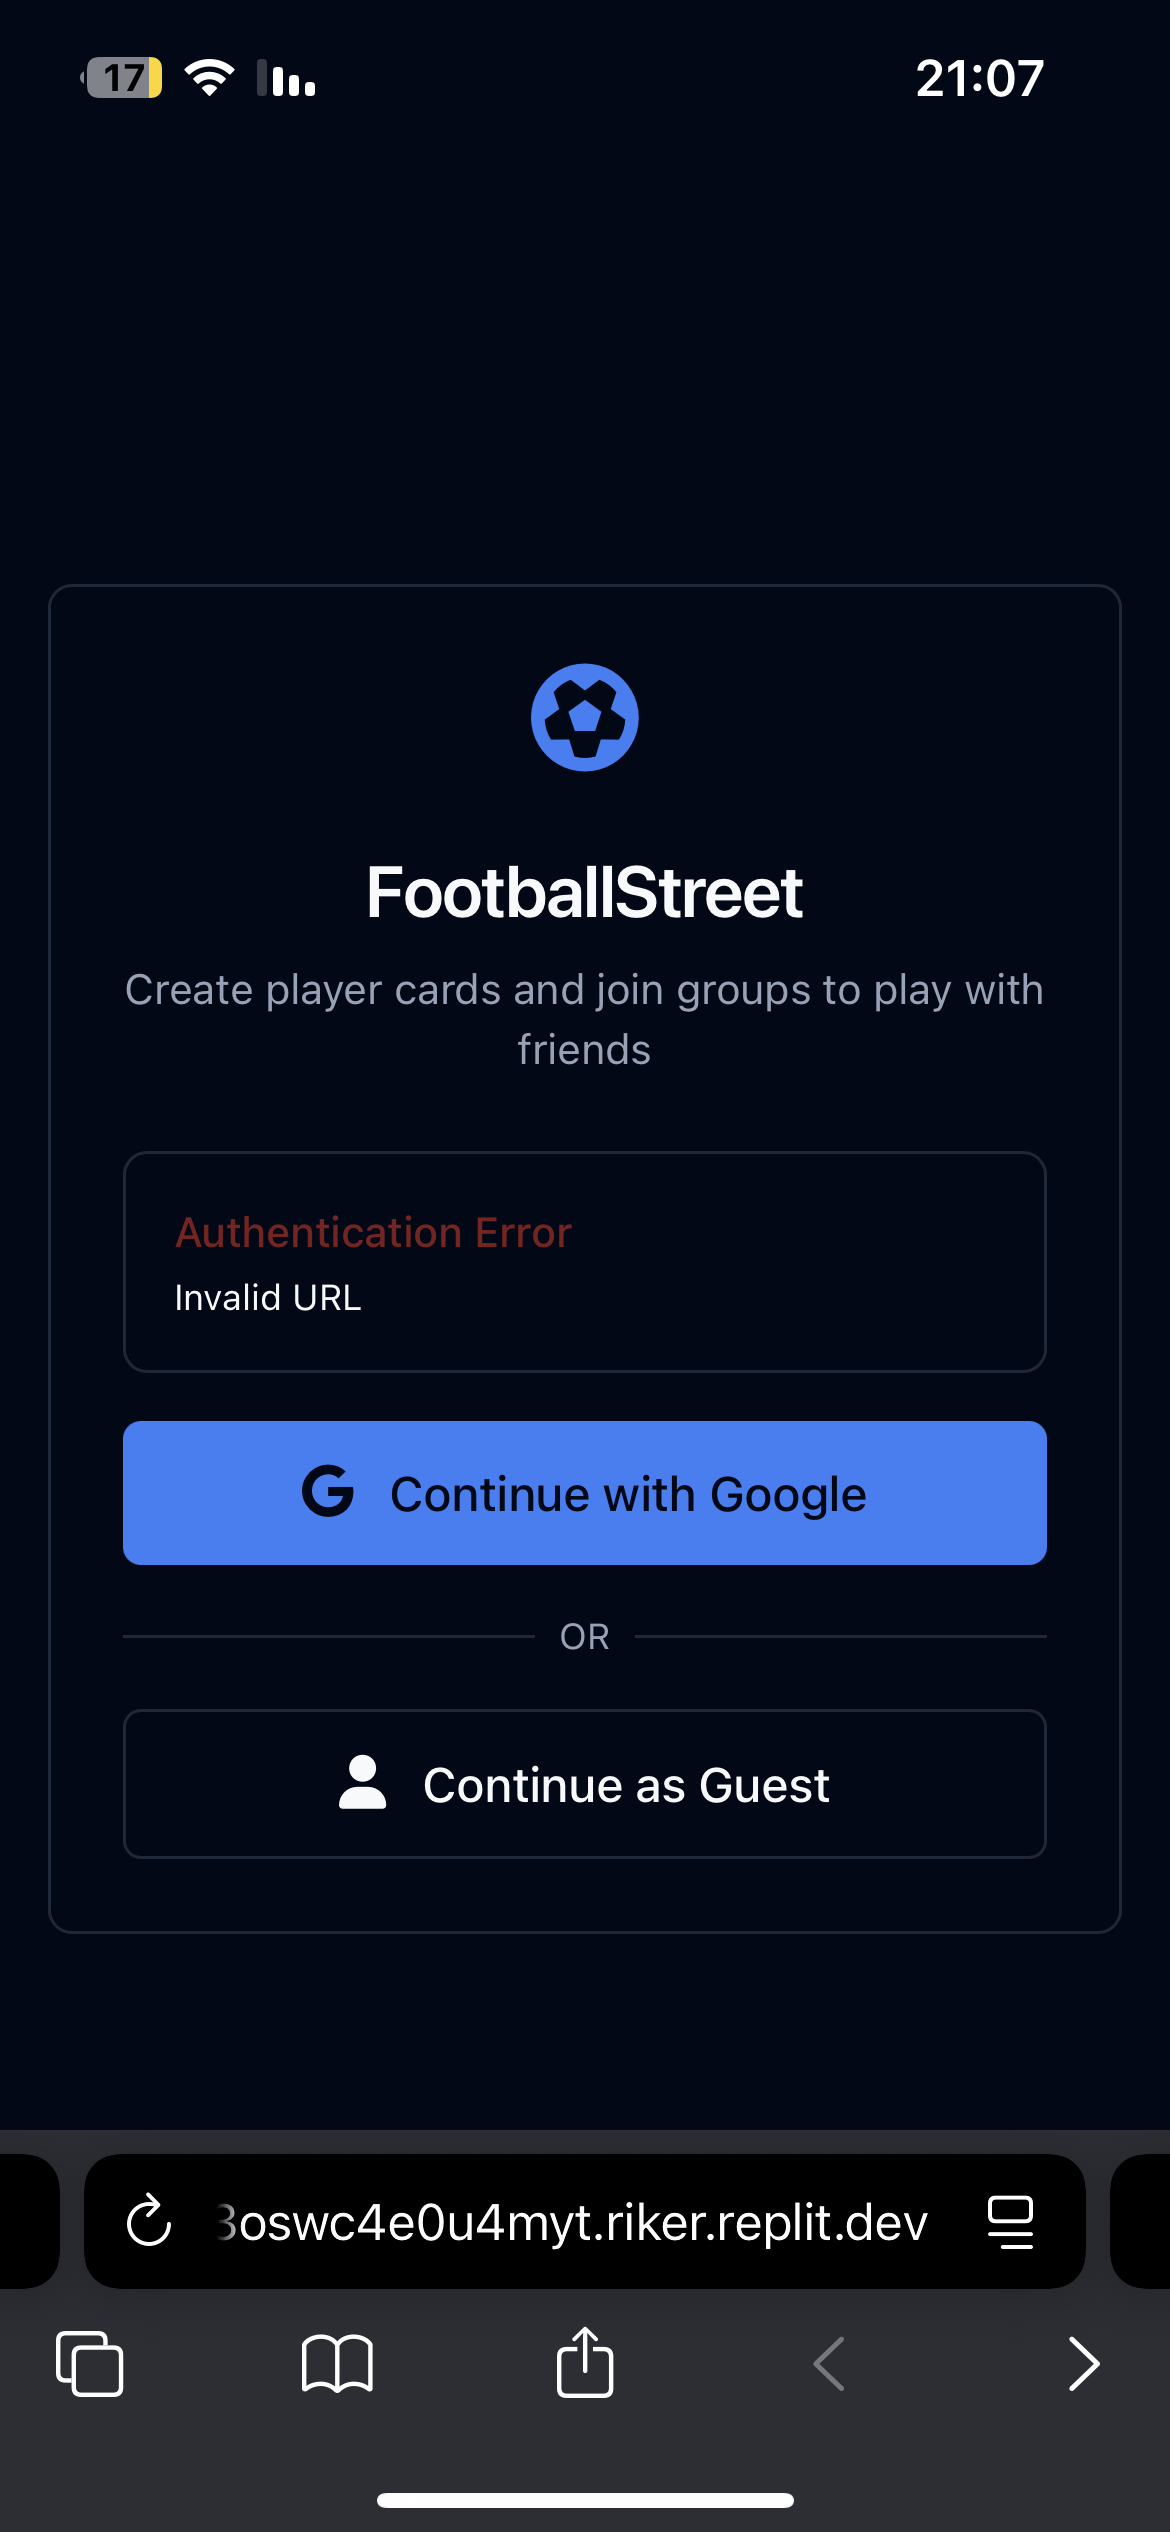 17
21:07
FootballStreet
Create player cards and join groups to play with
friends
Authentication Error
Invalid URL
Continue with Google
OR
Continue as Guest
3oswc4e0u4myt.riker.replit.dev